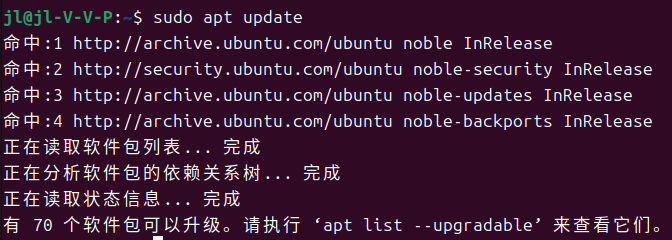 jl@jl-V-V-P:~$ sudo apt update
命中:1 http://archive.ubuntu.com/ubuntu noble InRelease
命中:2 http://security.ubuntu.com/ubuntu noble-security InRelease
命中:3 http://archive.ubuntu.com/ubuntu noble-updates InRelease
命中:4 http://archive.ubuntu.com/ubuntu noble-backports InRelease
正在读取软件包列表... 完成
正在分析软件包的依赖关系树... 完成
正在读取状态信息... 完成
有 70 个软件包可以升级。请执行 ‘apt list --upgradable’ 来查看它们。